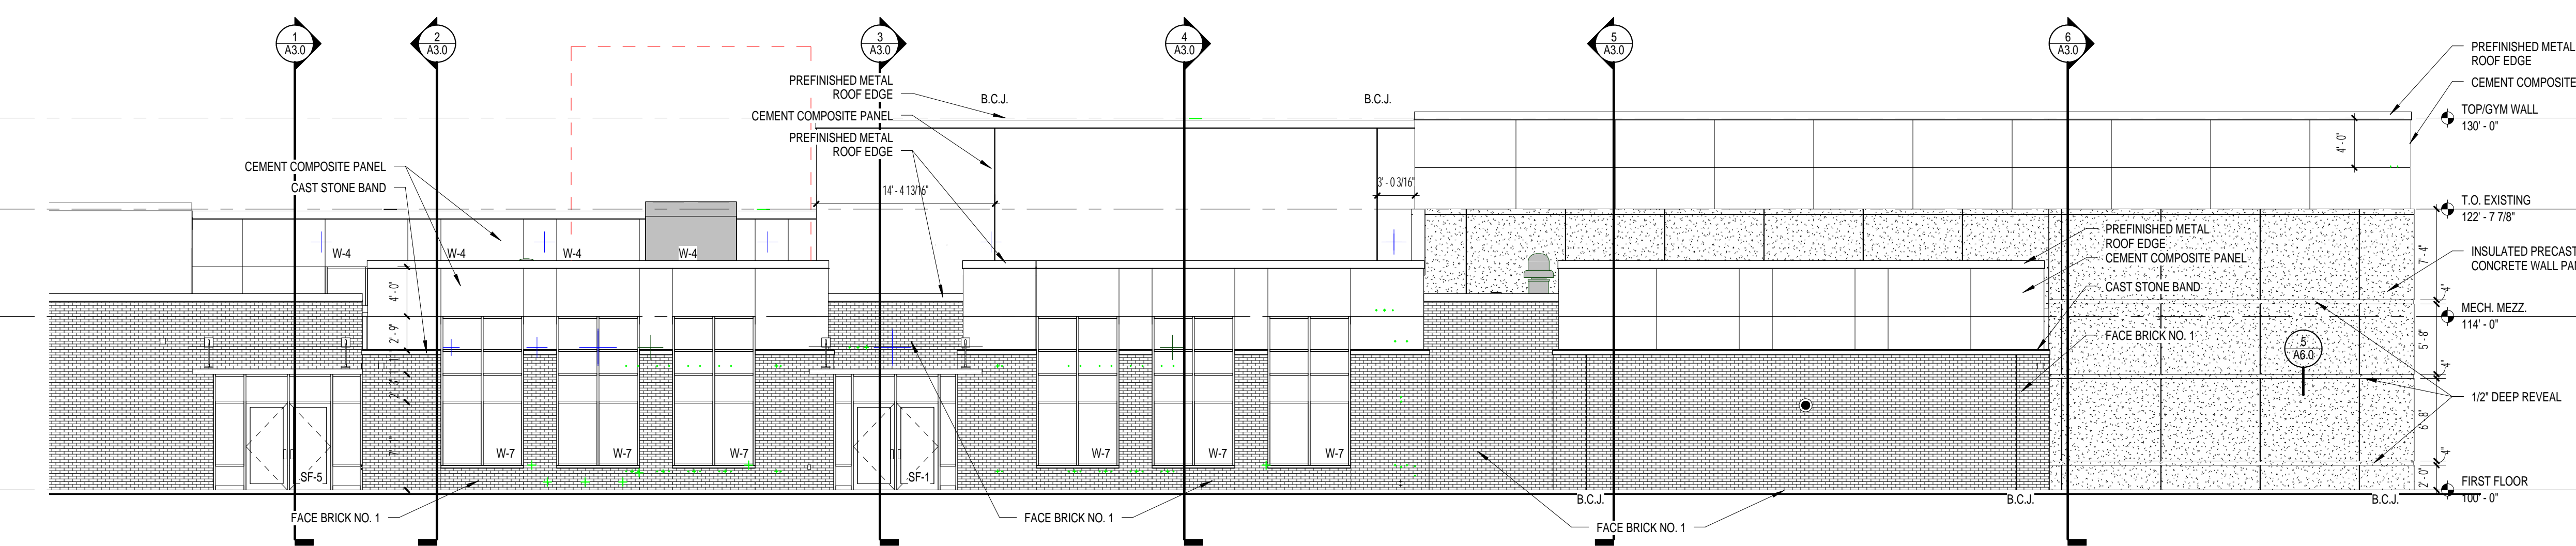 1
A3.0
2
A3.0
3
A3.0
4
A3.0
5
A3.0
6
A3.0
PREFINISHED METAL
ROOF EDGE
CEMENT COMPOSITE
PREFINISHED METAL
ROOF EDGE
B.C.J.
B.C.J.
CEMENT COMPOSITE PANEL
PREFINISHED METAL
ROOF EDGE
TOP/GYM WALL
130' - 0"
4' - 0"
CEMENT COMPOSITE PANEL
CAST STONE BAND
14' - 4 13/16"
3' - 0 3/16"
T.O. EXISTING
122' - 7 7/8"
W-4
W-4
W-4
W-4
PREFINISHED METAL
ROOF EDGE
CEMENT COMPOSITE PANEL
CAST STONE BAND
FACE BRICK NO. 1
INSULATED PRECAST
CONCRETE WALL PAN
7' - 4"
4"
4' - 0"
2' - 9"
MECH. MEZZ.
114' - 0"
5' - 8"
5
A6.0
4"
1/2" DEEP REVEAL
6' - 8"
7'-1"
W-7
W-7
W-7
W-7
W-7
W-7
4"
2' - 0"
SF-5
SF-1
FIRST FLOOR
100' - 0"
B.C.J.
B.C.J.
B.C.J.
FACE BRICK NO. 1
FACE BRICK NO. 1
FACE BRICK NO. 1